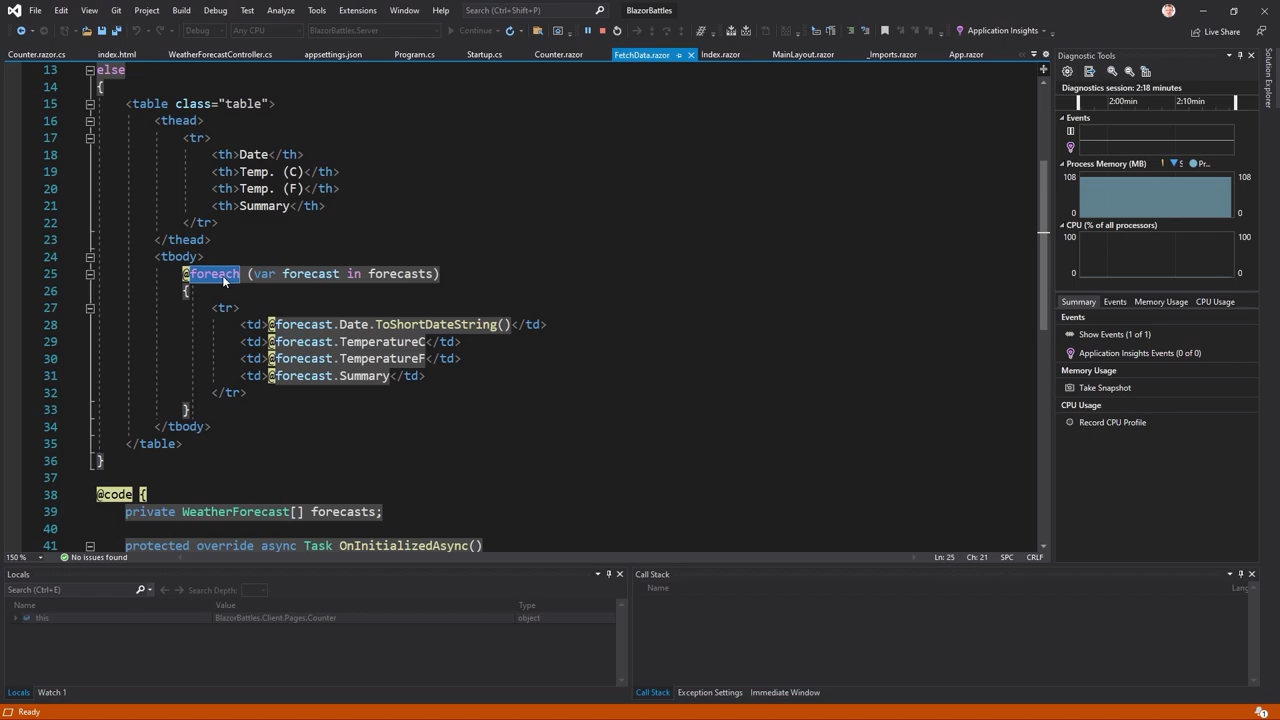 File Edit View Git Project Build Debug Test Analyze Tools Extensions Window Help Search (Ctrl+Q) BlazorBattles
Debug Any CPU BlazorBattles.Server Continue Application Insights Live Share
Counter.razor.cs index.html WeatherForecastController.cs appsettings.json Program.cs Startup.cs Counter.razor FetchData.razor Index.razor MainLayout.razor _Imports.razor App.razor
13 else
14 {
15 <table class="table">
16 <thead>
17 <tr>
18 <th>Date</th>
19 <th>Temp. (C)</th>
20 <th>Temp. (F)</th>
21 <th>Summary</th>
22 </tr>
23 </thead>
24 <tbody>
25 @foreach (var forecast in forecasts)
26 {
27 <tr>
28 <td>@forecast.Date.ToShortDateString()</td>
29 <td>@forecast.TemperatureC</td>
30 <td>@forecast.TemperatureF</td>
31 <td>@forecast.Summary</td>
32 </tr>
33 }
34 </tbody>
35 </table>
36 }
37
38 @code {
39 private WeatherForecast[] forecasts;
40
41 protected override async Task OnInitializedAsync()
150 % No issues found Ln: 25 Ch: 21 SPC CRLF
Diagnostic Tools
Diagnostics session: 2:18 minutes
2:00min 2:10min
Events
Process Memory (MB) S... Pr...
108 108
0 0
CPU (% of all processors)
100 100
0 0
Summary Events Memory Usage CPU Usage
Events
Show Events (1 of 1)
Application Insights Events (0 of 0)
Memory Usage
Take Snapshot
CPU Usage
Record CPU Profile
Solution Explorer
Locals
Search (Ctrl+E) Search Depth:
Name Value Type
this BlazorBattles.Client.Pages.Counter object
Locals Watch 1
Call Stack
Name Lang
Call Stack Exception Settings Immediate Window
Ready